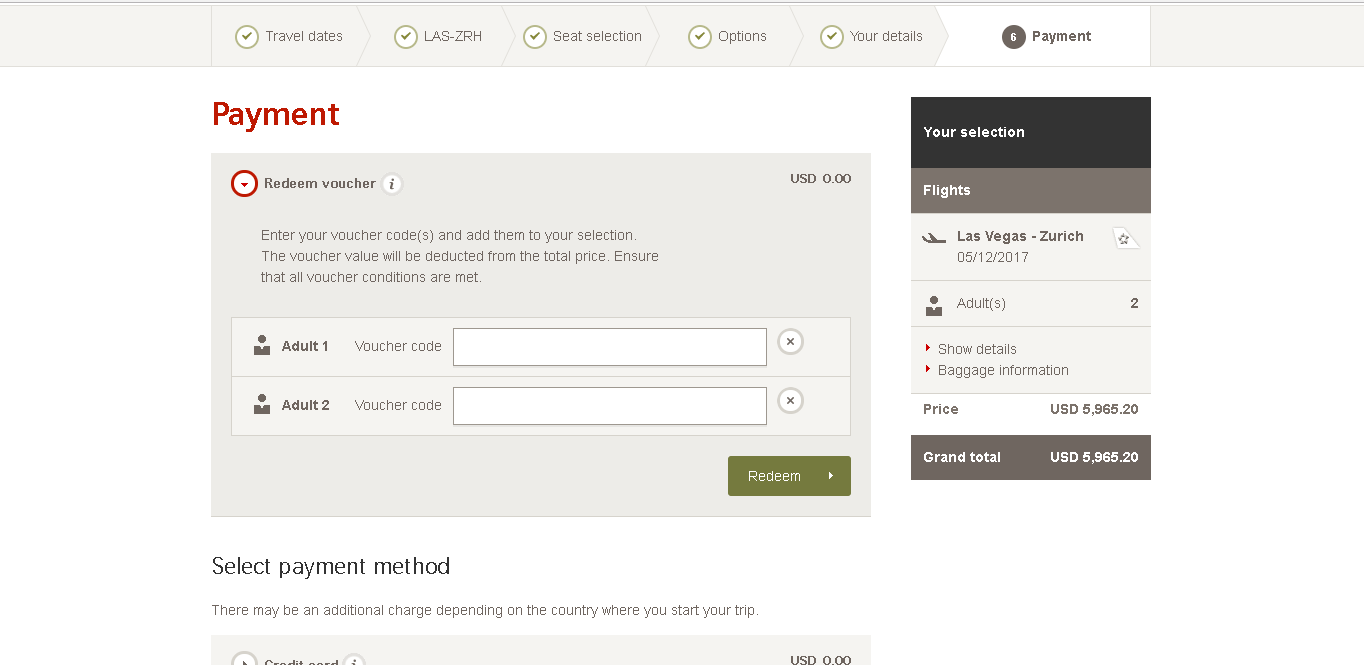 Travel dates LAS-ZRH Seat selection Options Your details 6 Payment
Payment
Redeem voucher i USD 0.00
Enter your voucher code(s) and add them to your selection.
The voucher value will be deducted from the total price. Ensure
that all voucher conditions are met.
Adult 1 Voucher code
Adult 2 Voucher code
Redeem
Select payment method
There may be an additional charge depending on the country where you start your trip.
Credit card i USD 0.00
Your selection
Flights
Las Vegas - Zurich
05/12/2017
Adult(s) 2
Show details
Baggage information
Price USD 5,965.20
Grand total USD 5,965.20